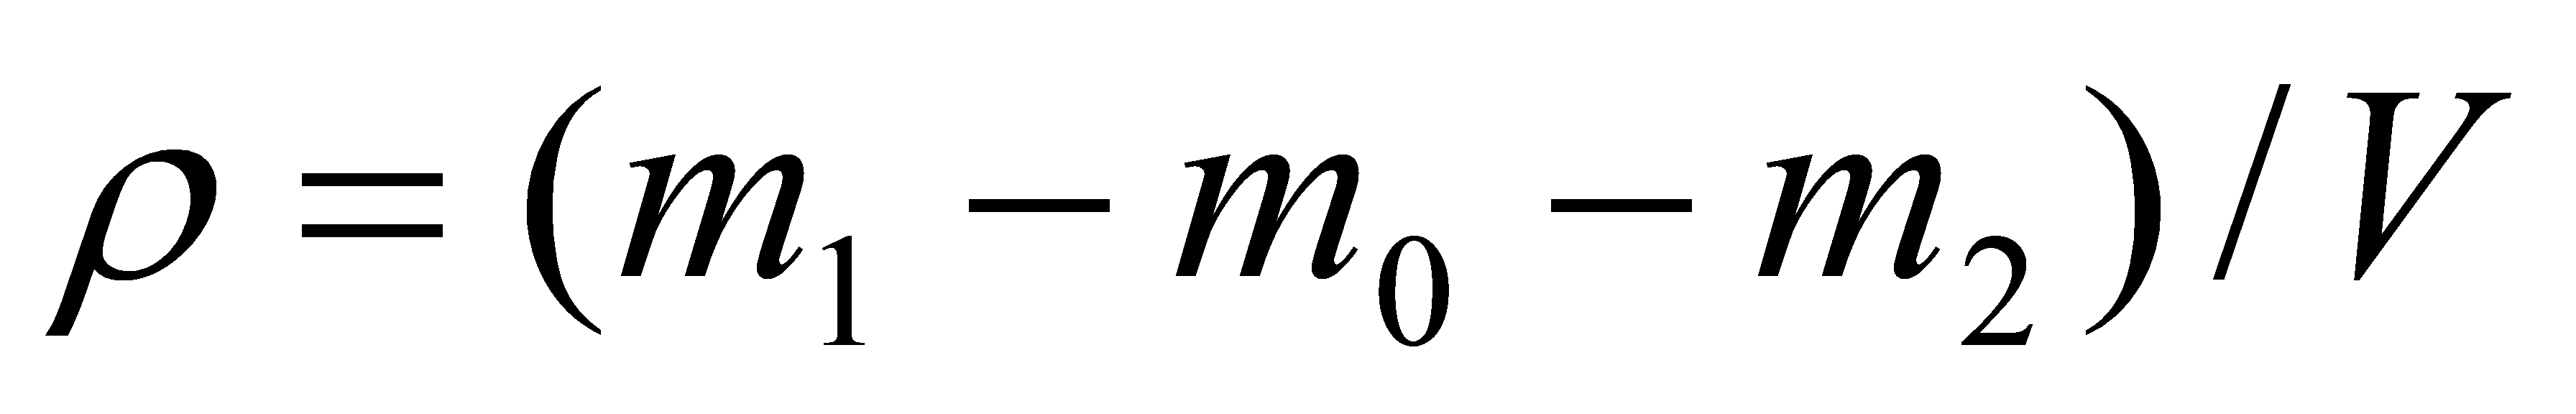 ρ = (m₁ − m₀ − m₂) / V